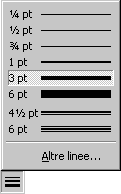 ¼ pt
½ pt
¾ pt
1 pt
3 pt
6 pt
4½ pt
6 pt
Altre linee...